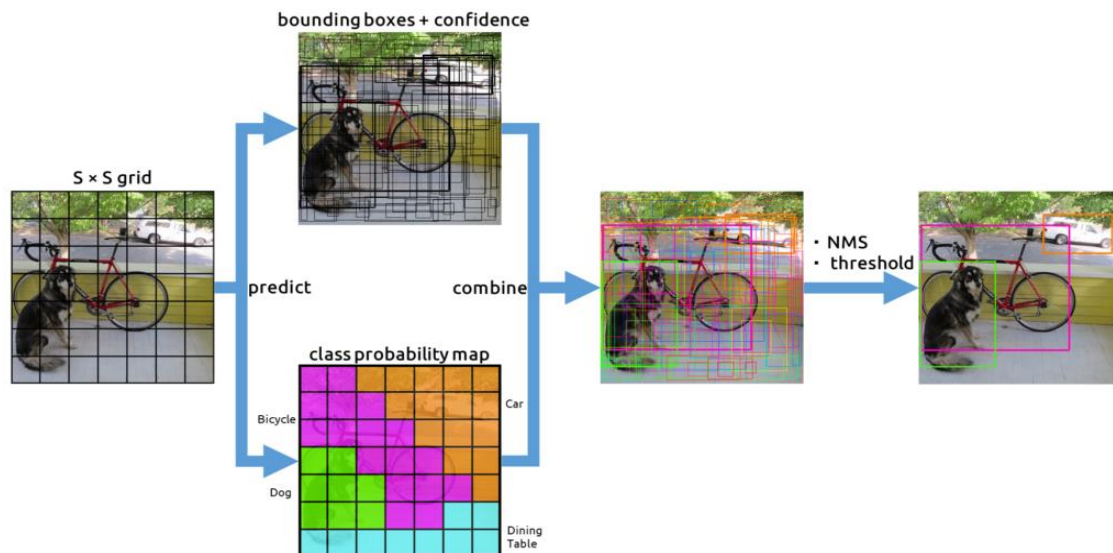 bounding boxes + confidence
S × S grid
predict
combine
· NMS
· threshold
class probability map
Bicycle
Car
Dog
Dining
Table